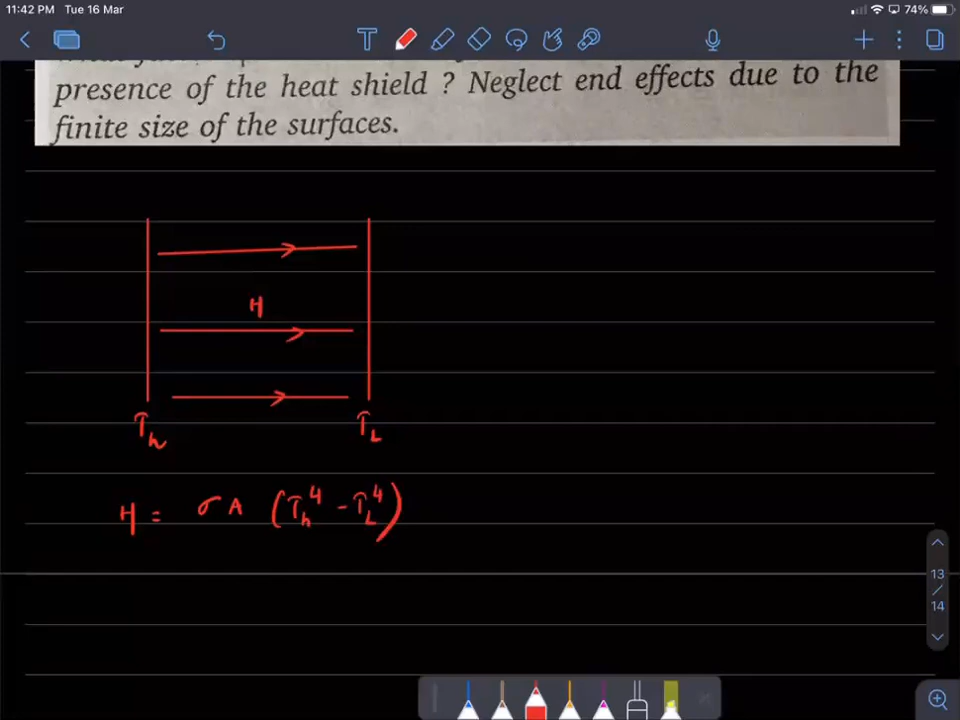 11:42 PM Tue 16 Mar
74%
presence of the heat shield ? Neglect end effects due to the
finite size of the surfaces.
H
Th
TL
H = σA (Th⁴ - TL⁴)
13
/
14